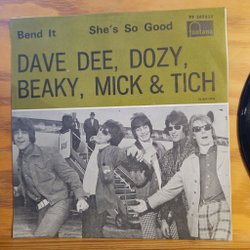 Bend It She's So Good
fontana
DAVE DEE, DOZY,
BEAKY, MICK & TICH